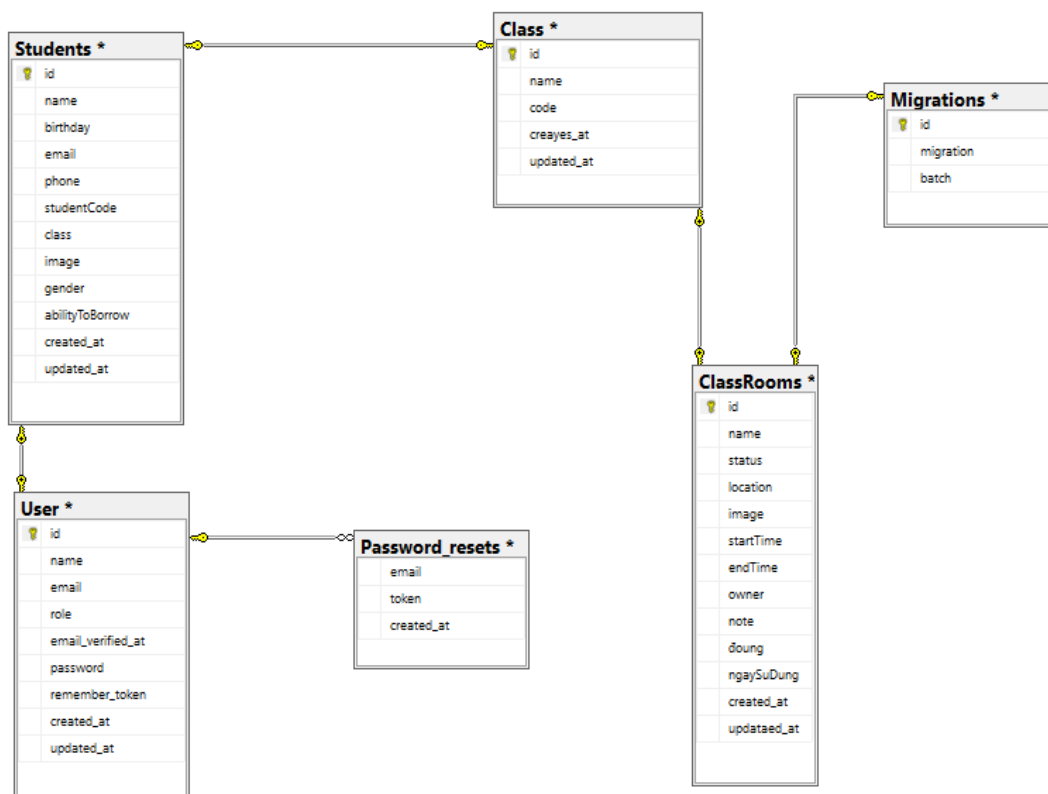 Students *
id
name
birthday
email
phone
studentCode
class
image
gender
abilityToBorrow
created_at
updated_at
Class *
id
name
code
creayes_at
updated_at
Migrations *
id
migration
batch
User *
id
name
email
role
email_verified_at
password
remember_token
created_at
updated_at
Password_resets *
email
token
created_at
ClassRooms *
id
name
status
location
image
startTime
endTime
owner
note
đoung
ngaySuDung
created_at
updataed_at